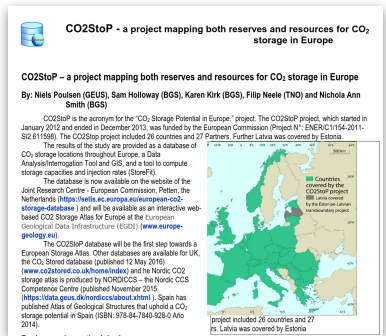 CO2StoP - a project mapping both reserves and resources for CO2
storage in Europe
CO2StoP – a project mapping both reserves and resources for CO2 storage in Europe
By: Niels Poulsen (GEUS), Sam Holloway (BGS), Karen Kirk (BGS), Filip Neele (TNO) and Nichola Ann
Smith (BGS)
CO2StoP is the acronym for the “CO2 Storage Potential in Europe.” project. The CO2StoP project, which started in
January 2012 and ended in December 2013, was funded by the European Commission (Project N°: ENER/C1/154-2011-
SI2.611598). The CO2Stop project included 26 countries and 27 Partners. Further Latvia was covered by Estonia.
The results of the study are provided as a database of
CO2 storage locations throughout Europe, a Data
Analysis/Interrogation Tool and GIS, and a tool to compute
storage capacities and injection rates (StoreFit).
The database is now available on the website of the
Joint Research Centre - European Commission, Petten, the
Netherlands (https://setis.ec.europa.eu/european-co2-
storage-database ) and will be available as an interactive web-
based CO2 Storage Atlas for Europe at the European
Geological Data Infrastructure (EGDI) (www.europe-
geology.eu).
The CO2StoP database will be the first step towards a
European Storage Atlas. Other databases are available for UK,
the CO2 Stored database (published 12 May 2016)
(www.co2stored.co.uk/home/index) and he Nordic CO2
storage atlas is produced by NORDICCS – the Nordic CCS
Competence Centre (published November 2015
(https://data.geus.dk/nordiccs/about.xhtml ). Spain has
published Atlas of Geological Structures that uphold a CO2
storage potential in Spain (ISBN: 978-84-7840-928-0 Año
2014).
500 km
Countries
covered by the
CO2StoP project
Latvia covered
by the Estonian Latvian
transboundary project
project included 26 countries and 27
rs. Latvia was covered by Estonia